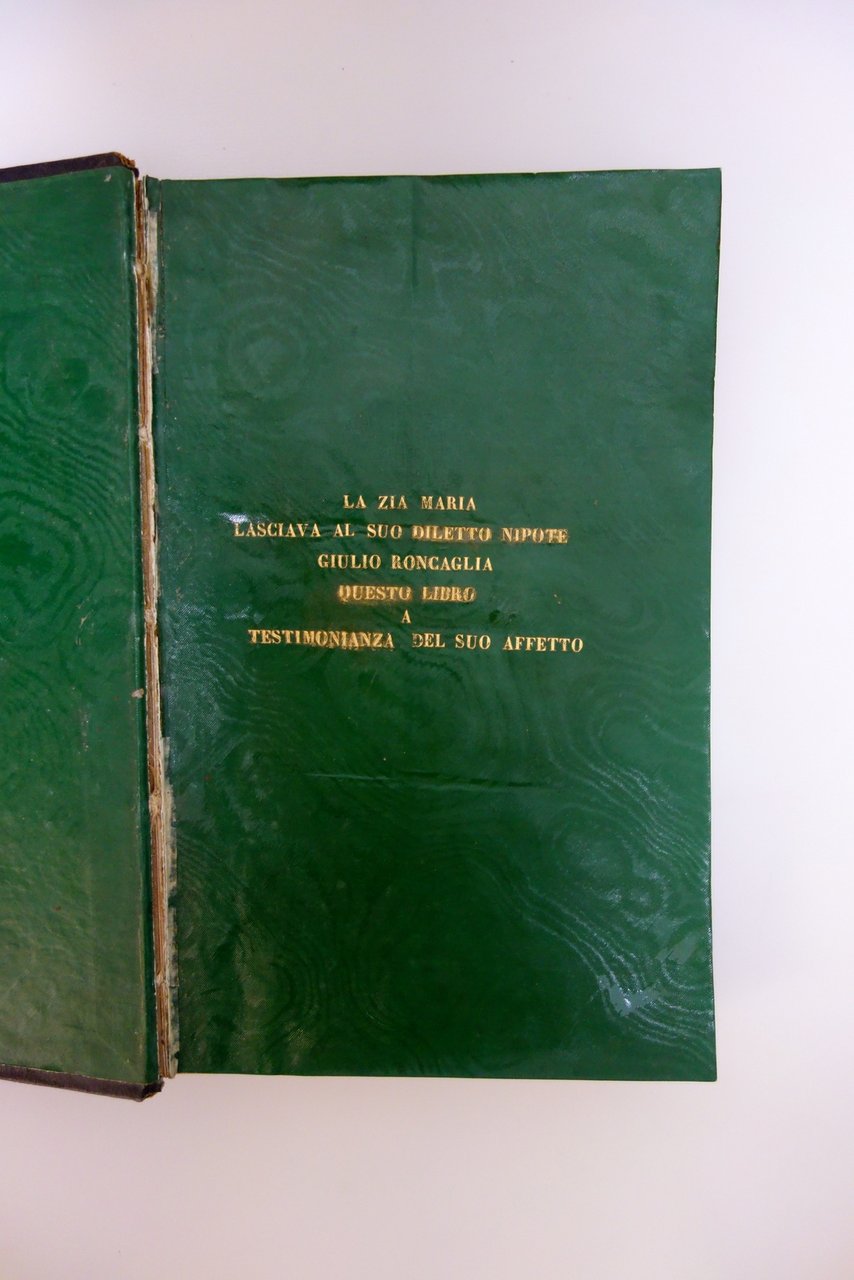 LA ZIA MARIA
LASCIAVA AL SUO DILETTO NIPOTE
GIULIO RONCAGLIA
QUESTO LIBRO
A
TESTIMONIANZA DEL SUO AFFETTO